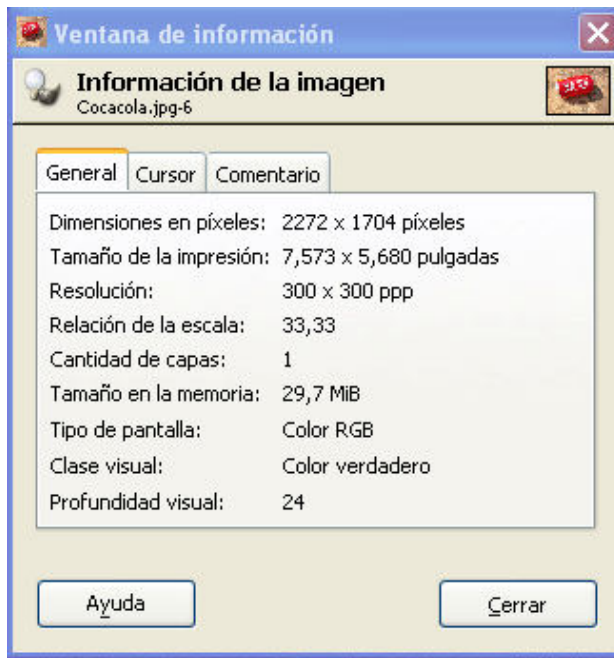 Ventana de información
Información de la imagen
Cocacola.jpg-6
General Cursor Comentario
Dimensiones en píxeles: 2272 x 1704 píxeles
Tamaño de la impresión: 7,573 x 5,680 pulgadas
Resolución: 300 x 300 ppp
Relación de la escala: 33,33
Cantidad de capas: 1
Tamaño en la memoria: 29,7 MiB
Tipo de pantalla: Color RGB
Clase visual: Color verdadero
Profundidad visual: 24
Ayuda Cerrar